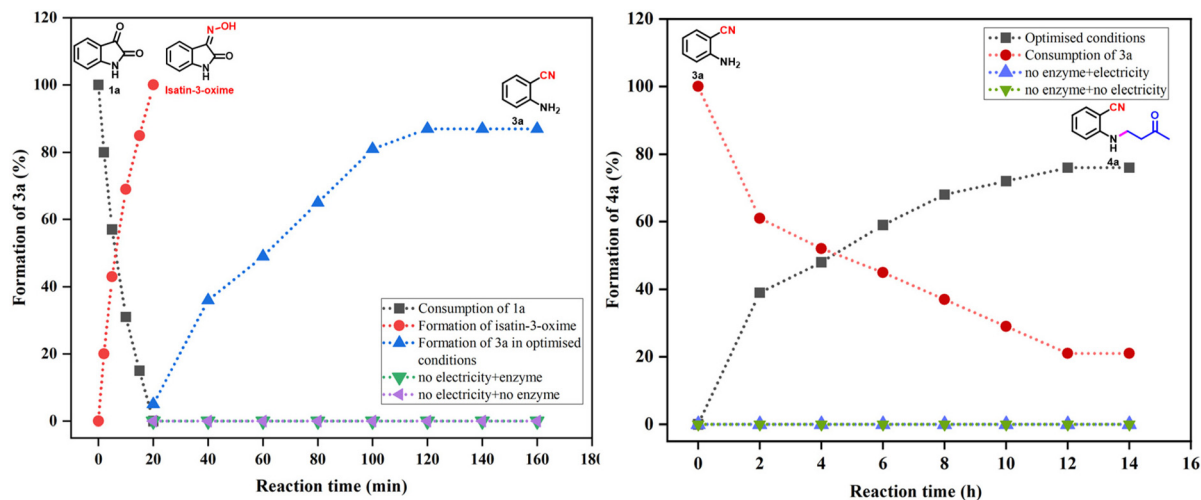 120
100
80
60
40
20
0
Formation of 3a (%)
O
O
N
H
1a
N
OH
O
N
H
Isatin-3-oxime
CN
NH2
3a
Consumption of 1a
Formation of isatin-3-oxime
Formation of 3a in optimised
conditions
no electricity+enzyme
no electricity+no enzyme
0 20 40 60 80 100 120 140 160 180
Reaction time (min)
120
100
80
60
40
20
0
Formation of 4a (%)
CN
NH2
3a
Optimised conditions
Consumption of 3a
no enzyme+electricity
no enzyme+no electricity
CN
O
N
H
4a
0 2 4 6 8 10 12 14 16
Reaction time (h)